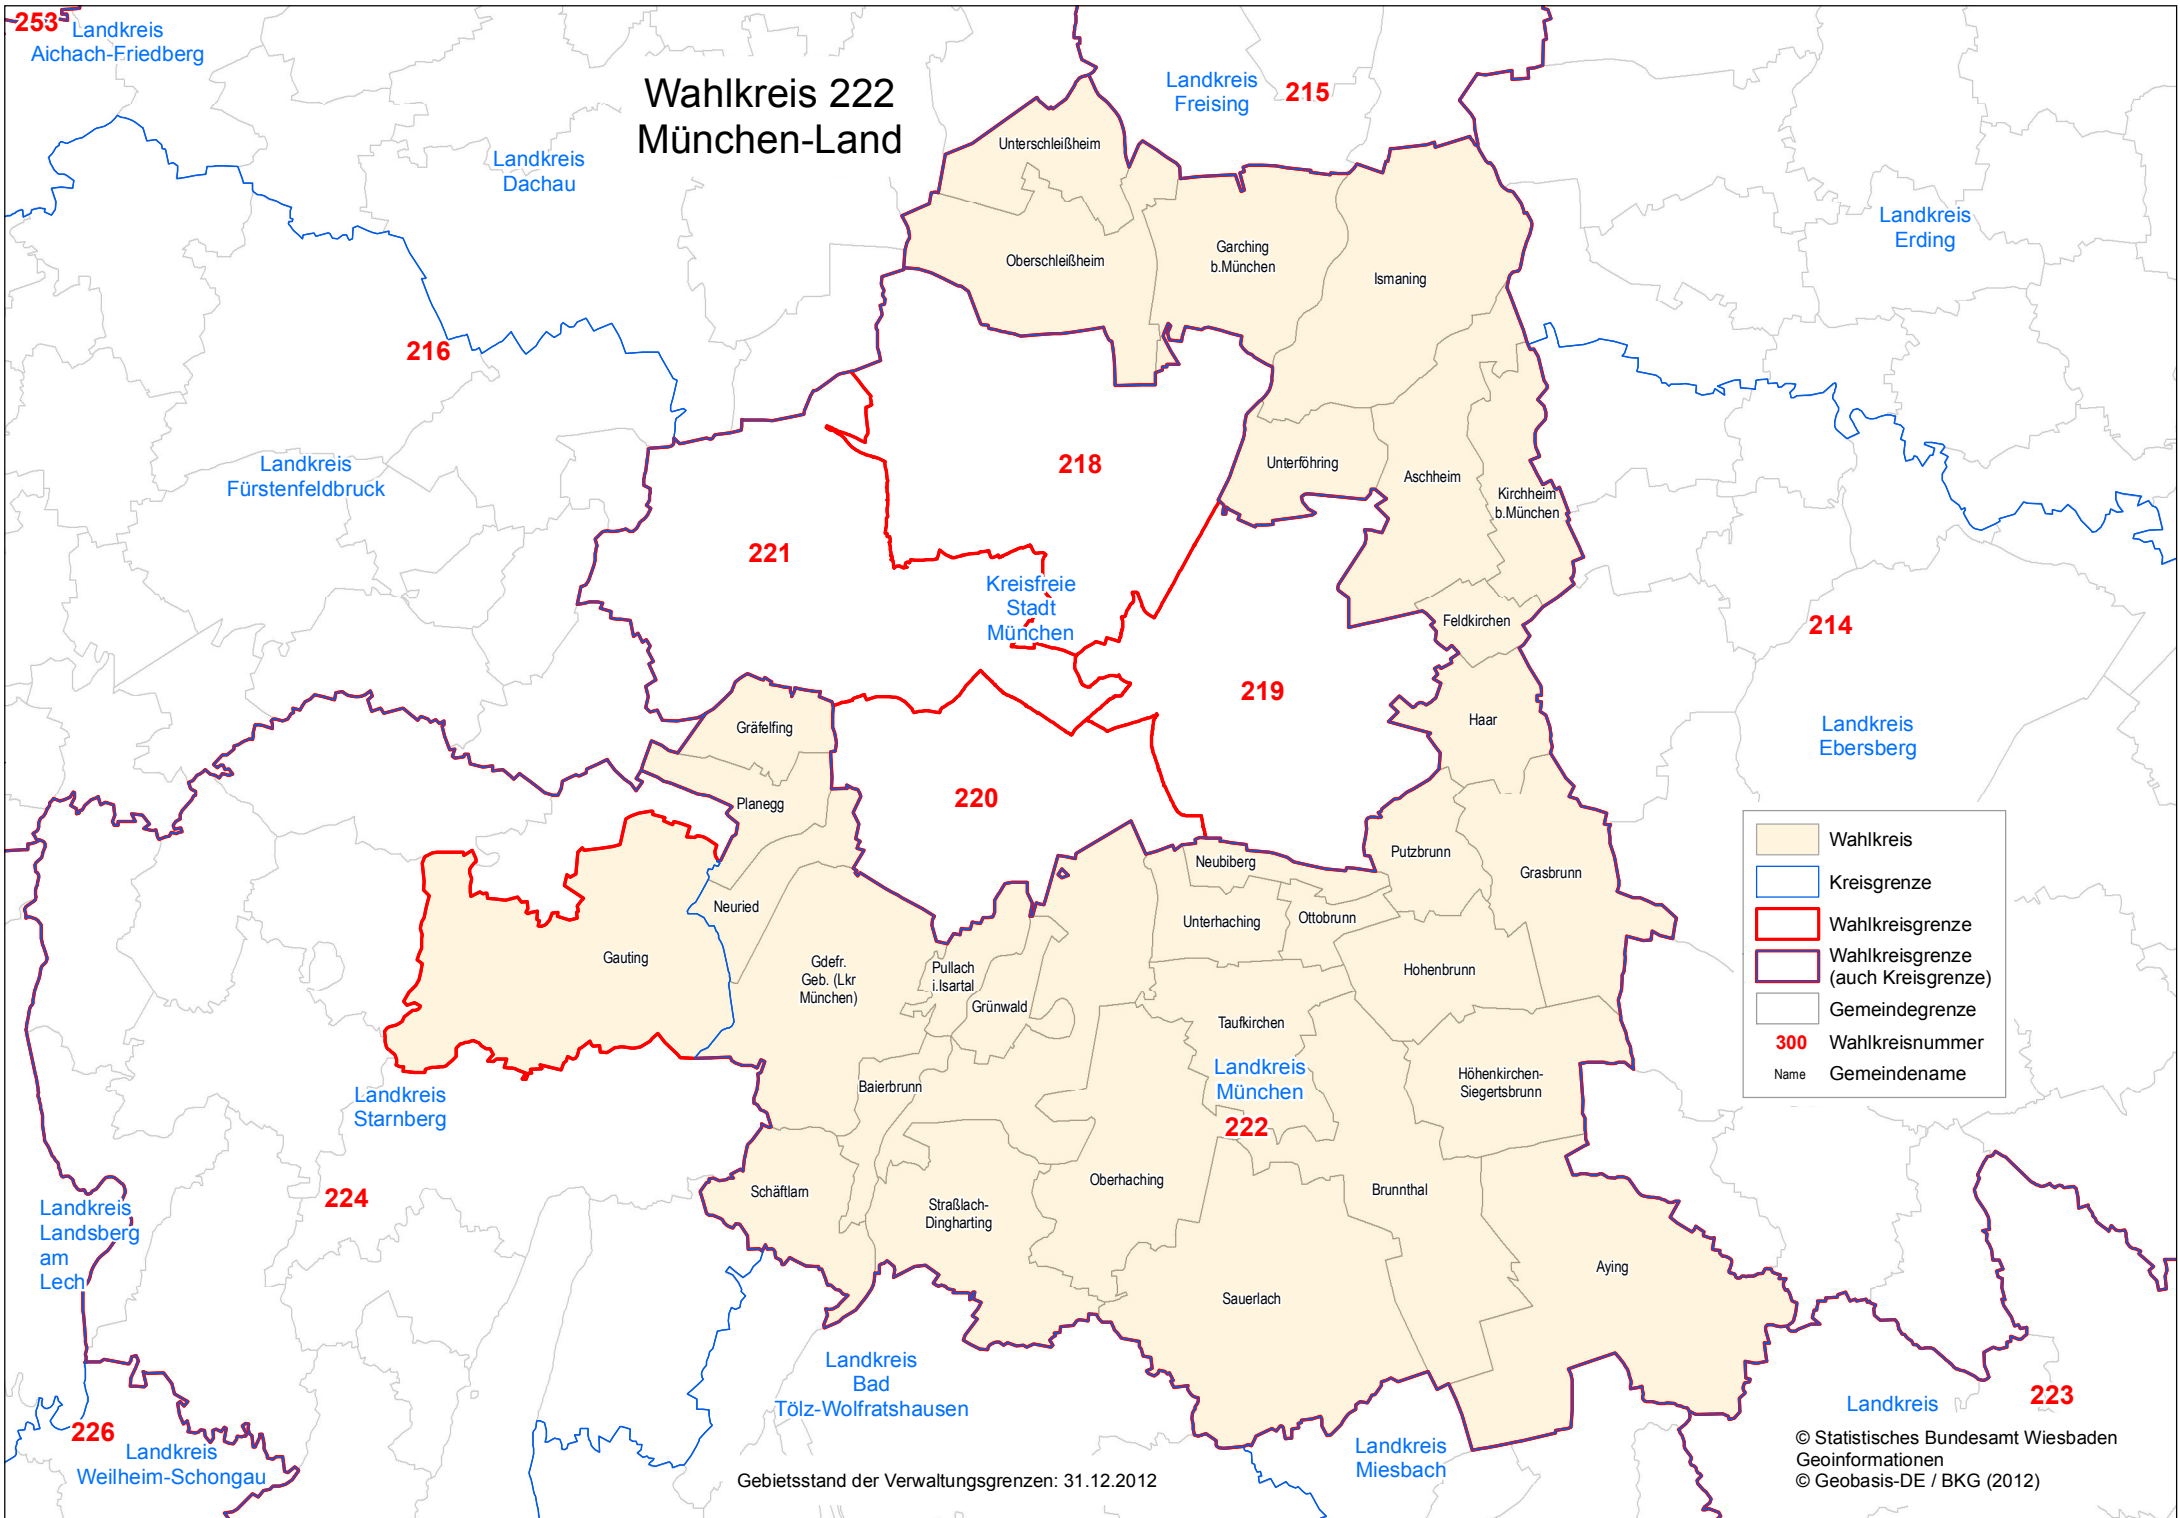 Wahlkreis 222
München-Land
253
Landkreis
Aichach-Friedberg
Landkreis
Dachau
Landkreis
Freising
215
Landkreis
Erding
216
Landkreis
Fürstenfeldbruck
Unterschleißheim
Oberschleißheim
Garching
b.München
Ismaning
218
Unterföhring
Aschheim
Kirchheim
b.München
221
Kreisfreie
Stadt
München
Feldkirchen
214
219
Haar
Landkreis
Ebersberg
Gräfelfing
Planegg
220
Neubiberg
Putzbrunn
Grasbrunn
Neuried
Unterhaching
Ottobrunn
Gauting
Gdefr.
Geb. (Lkr
München)
Pullach
i.Isartal
Grünwald
Hohenbrunn
Taufkirchen
Landkreis
München
222
Baierbrunn
Höhenkirchen-
Siegertsbrunn
Landkreis
Starnberg
224
Landkreis
Landsberg
am
Lech
Schäftlarn
Straßlach-
Dingharting
Oberhaching
Brunnthal
Aying
Sauerlach
Landkreis
Bad
Tölz-Wolfratshausen
Landkreis
Miesbach
226
Landkreis
Weilheim-Schongau
Landkreis
223
Wahlkreis
Kreisgrenze
Wahlkreisgrenze
Wahlkreisgrenze
(auch Kreisgrenze)
Gemeindegrenze
300 Wahlkreisnummer
Name Gemeindename
Gebietsstand der Verwaltungsgrenzen: 31.12.2012
© Statistisches Bundesamt Wiesbaden
Geoinformationen
© Geobasis-DE / BKG (2012)